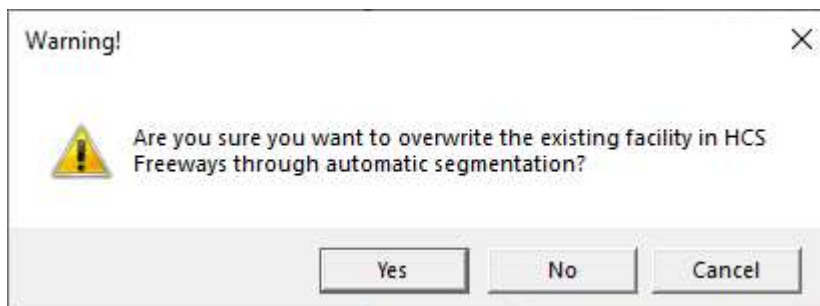 Warning!
Are you sure you want to overwrite the existing facility in HCS
Freeways through automatic segmentation?
Yes No Cancel